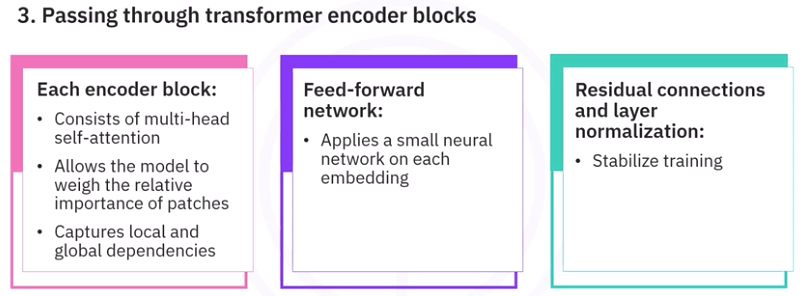 3. Passing through transformer encoder blocks
Each encoder block:
• Consists of multi-head
self-attention
• Allows the model to
weigh the relative
importance of patches
• Captures local and
global dependencies
Feed-forward
network:
• Applies a small neural
network on each
embedding
Residual connections
and layer
normalization:
• Stabilize training